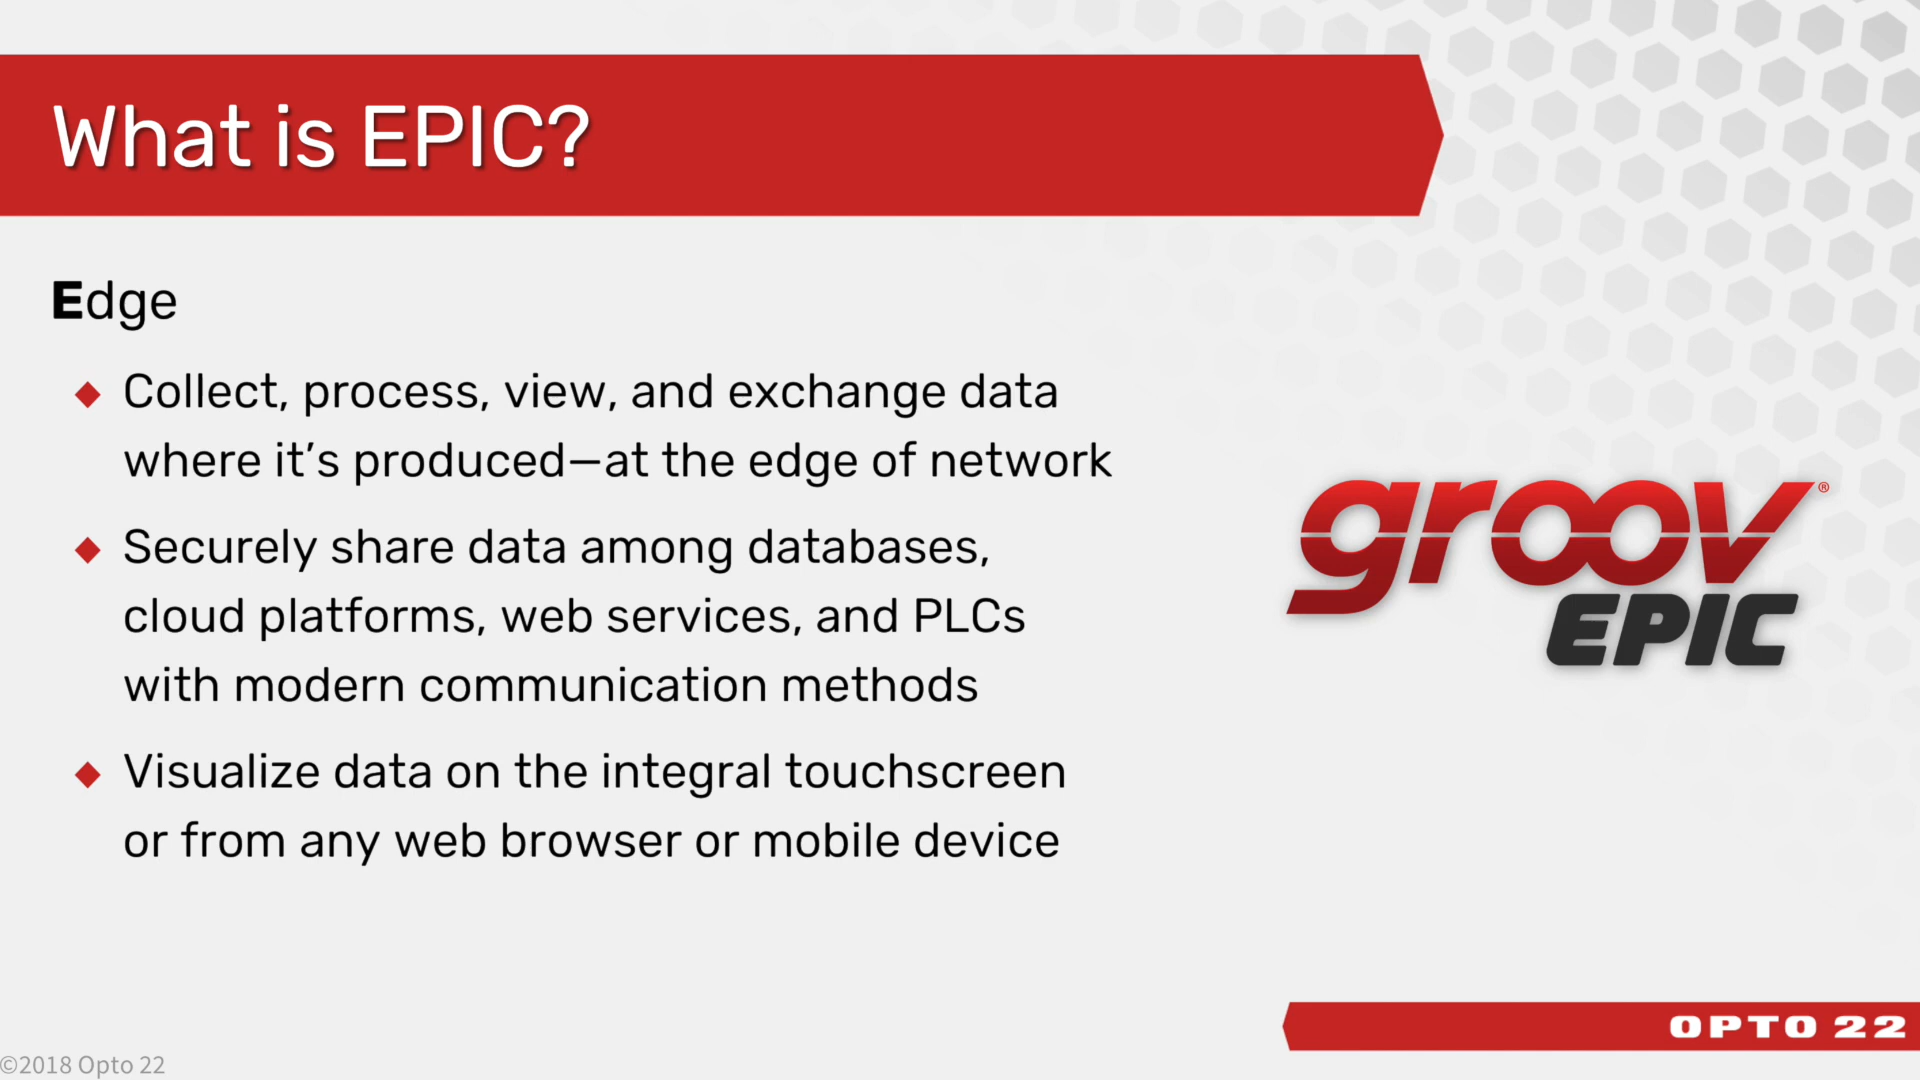 What is EPIC?
Edge
◆ Collect, process, view, and exchange data
where it’s produced—at the edge of network
◆ Securely share data among databases,
cloud platforms, web services, and PLCs
with modern communication methods
◆ Visualize data on the integral touchscreen
or from any web browser or mobile device
groov®
EPIC
OPTO 22
©2018 Opto 22